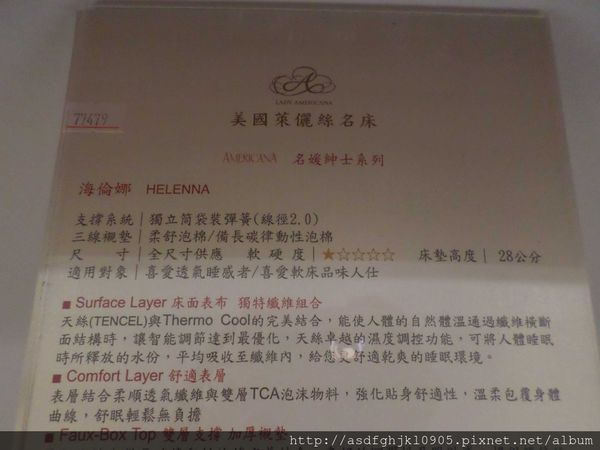 LADY AMERICANA
美國萊儷絲名床
77479
AMERICANA 名媛紳士系列
海倫娜 HELENNA
支撐系統│獨立筒袋裝彈簧(線徑2.0)
三線襯墊│柔舒泡棉/備長碳律動性泡棉
尺 寸│全尺寸供應 軟硬度│★☆☆☆☆ 床墊高度│28公分
適用對象│喜愛透氣睡感者/喜愛軟床品味人仕
■ Surface Layer 床面表布 獨特纖維組合
天絲(TENCEL)與Thermo Cool的完美結合,能使人體的自然體溫通過纖維橫斷
面結構時,讓智能調節達到最優化,天絲卓越的濕度調控功能,可將人體睡眠
時所釋放的水份,平均吸收至纖維內,給您更舒適乾爽的睡眠環境。
■ Comfort Layer 舒適表層
表層結合柔順透氣纖維與雙層TCA泡沫物料,強化貼身舒適性,溫柔包覆身體
曲線,舒眠輕鬆無負擔
■ Faux-Box Top 雙層支撐 加厚襯墊
http://asdfghjkl0905.pixnet.net/album